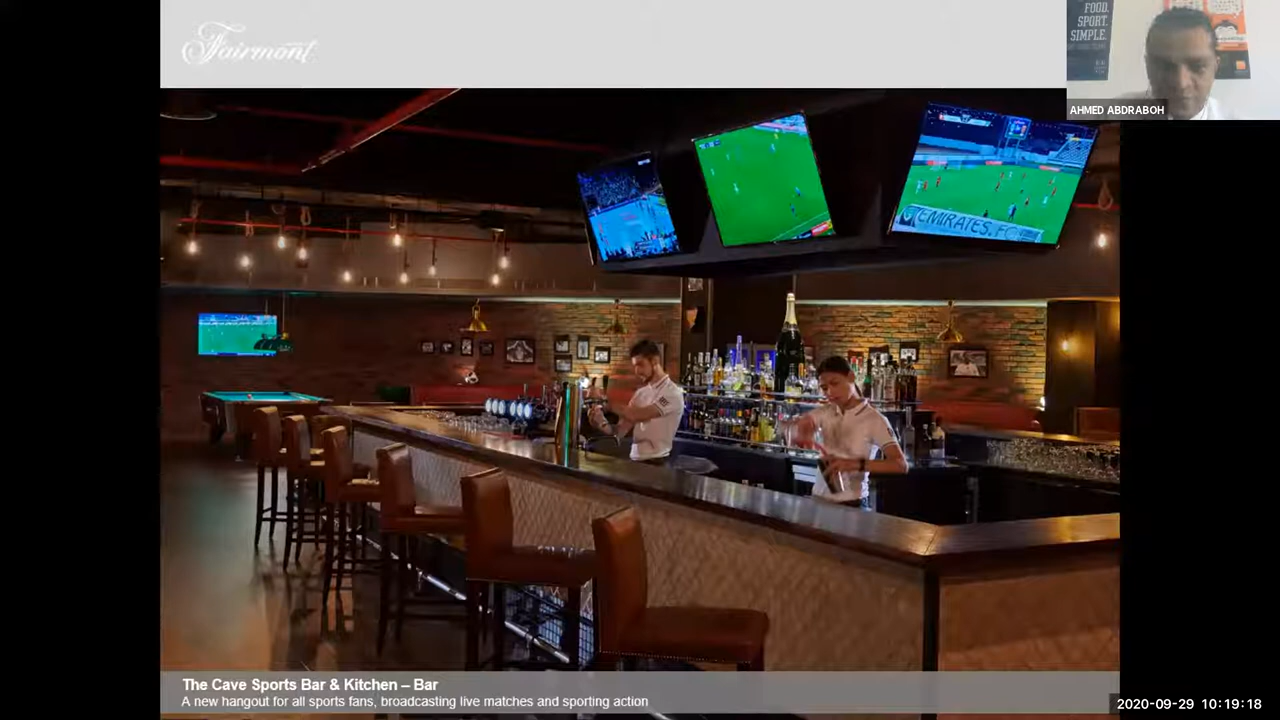 Fairmont
FOOD.
SPORT.
SIMPLE.
AHMED ABDRABOH
EMIRATES. FC
The Cave Sports Bar & Kitchen – Bar
A new hangout for all sports fans, broadcasting live matches and sporting action
2020-09-29 10:19:18